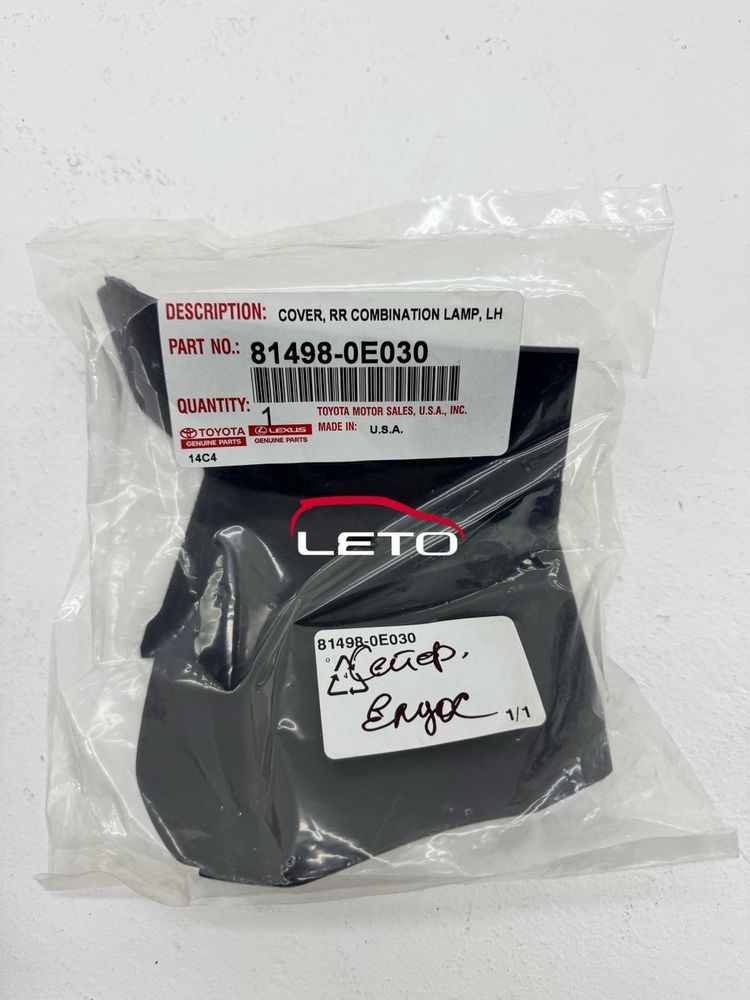 DESCRIPTION: COVER, RR COMBINATION LAMP, LH
PART NO.: 81498-0E030
QUANTITY: 1
TOYOTA MOTOR SALES, U.S.A., INC.
MADE IN: U.S.A.
TOYOTA LEXUS
GENUINE PARTS GENUINE PARTS
14C4
LETO
81498-0E030
4
1/1